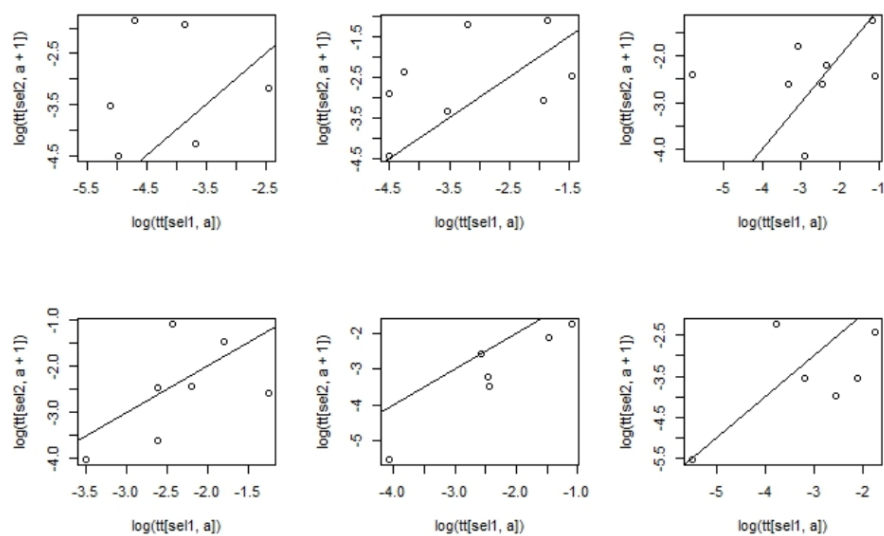 log(tt[sel2, a + 1])
-4.5 -3.5 -2.5
-5.5 -4.5 -3.5 -2.5
log(tt[sel1, a])
log(tt[sel2, a + 1])
-4.5 -3.5 -2.5 -1.5
-4.5 -3.5 -2.5 -1.5
log(tt[sel1, a])
log(tt[sel2, a + 1])
-4.0 -3.0 -2.0
-5 -4 -3 -2 -1
log(tt[sel1, a])
log(tt[sel2, a + 1])
-4.0 -3.0 -2.0 -1.0
-3.5 -3.0 -2.5 -2.0 -1.5
log(tt[sel1, a])
log(tt[sel2, a + 1])
-5 -4 -3 -2
-4.0 -3.0 -2.0 -1.0
log(tt[sel1, a])
log(tt[sel2, a + 1])
-5.5 -4.5 -3.5 -2.5
-5 -4 -3 -2
log(tt[sel1, a])